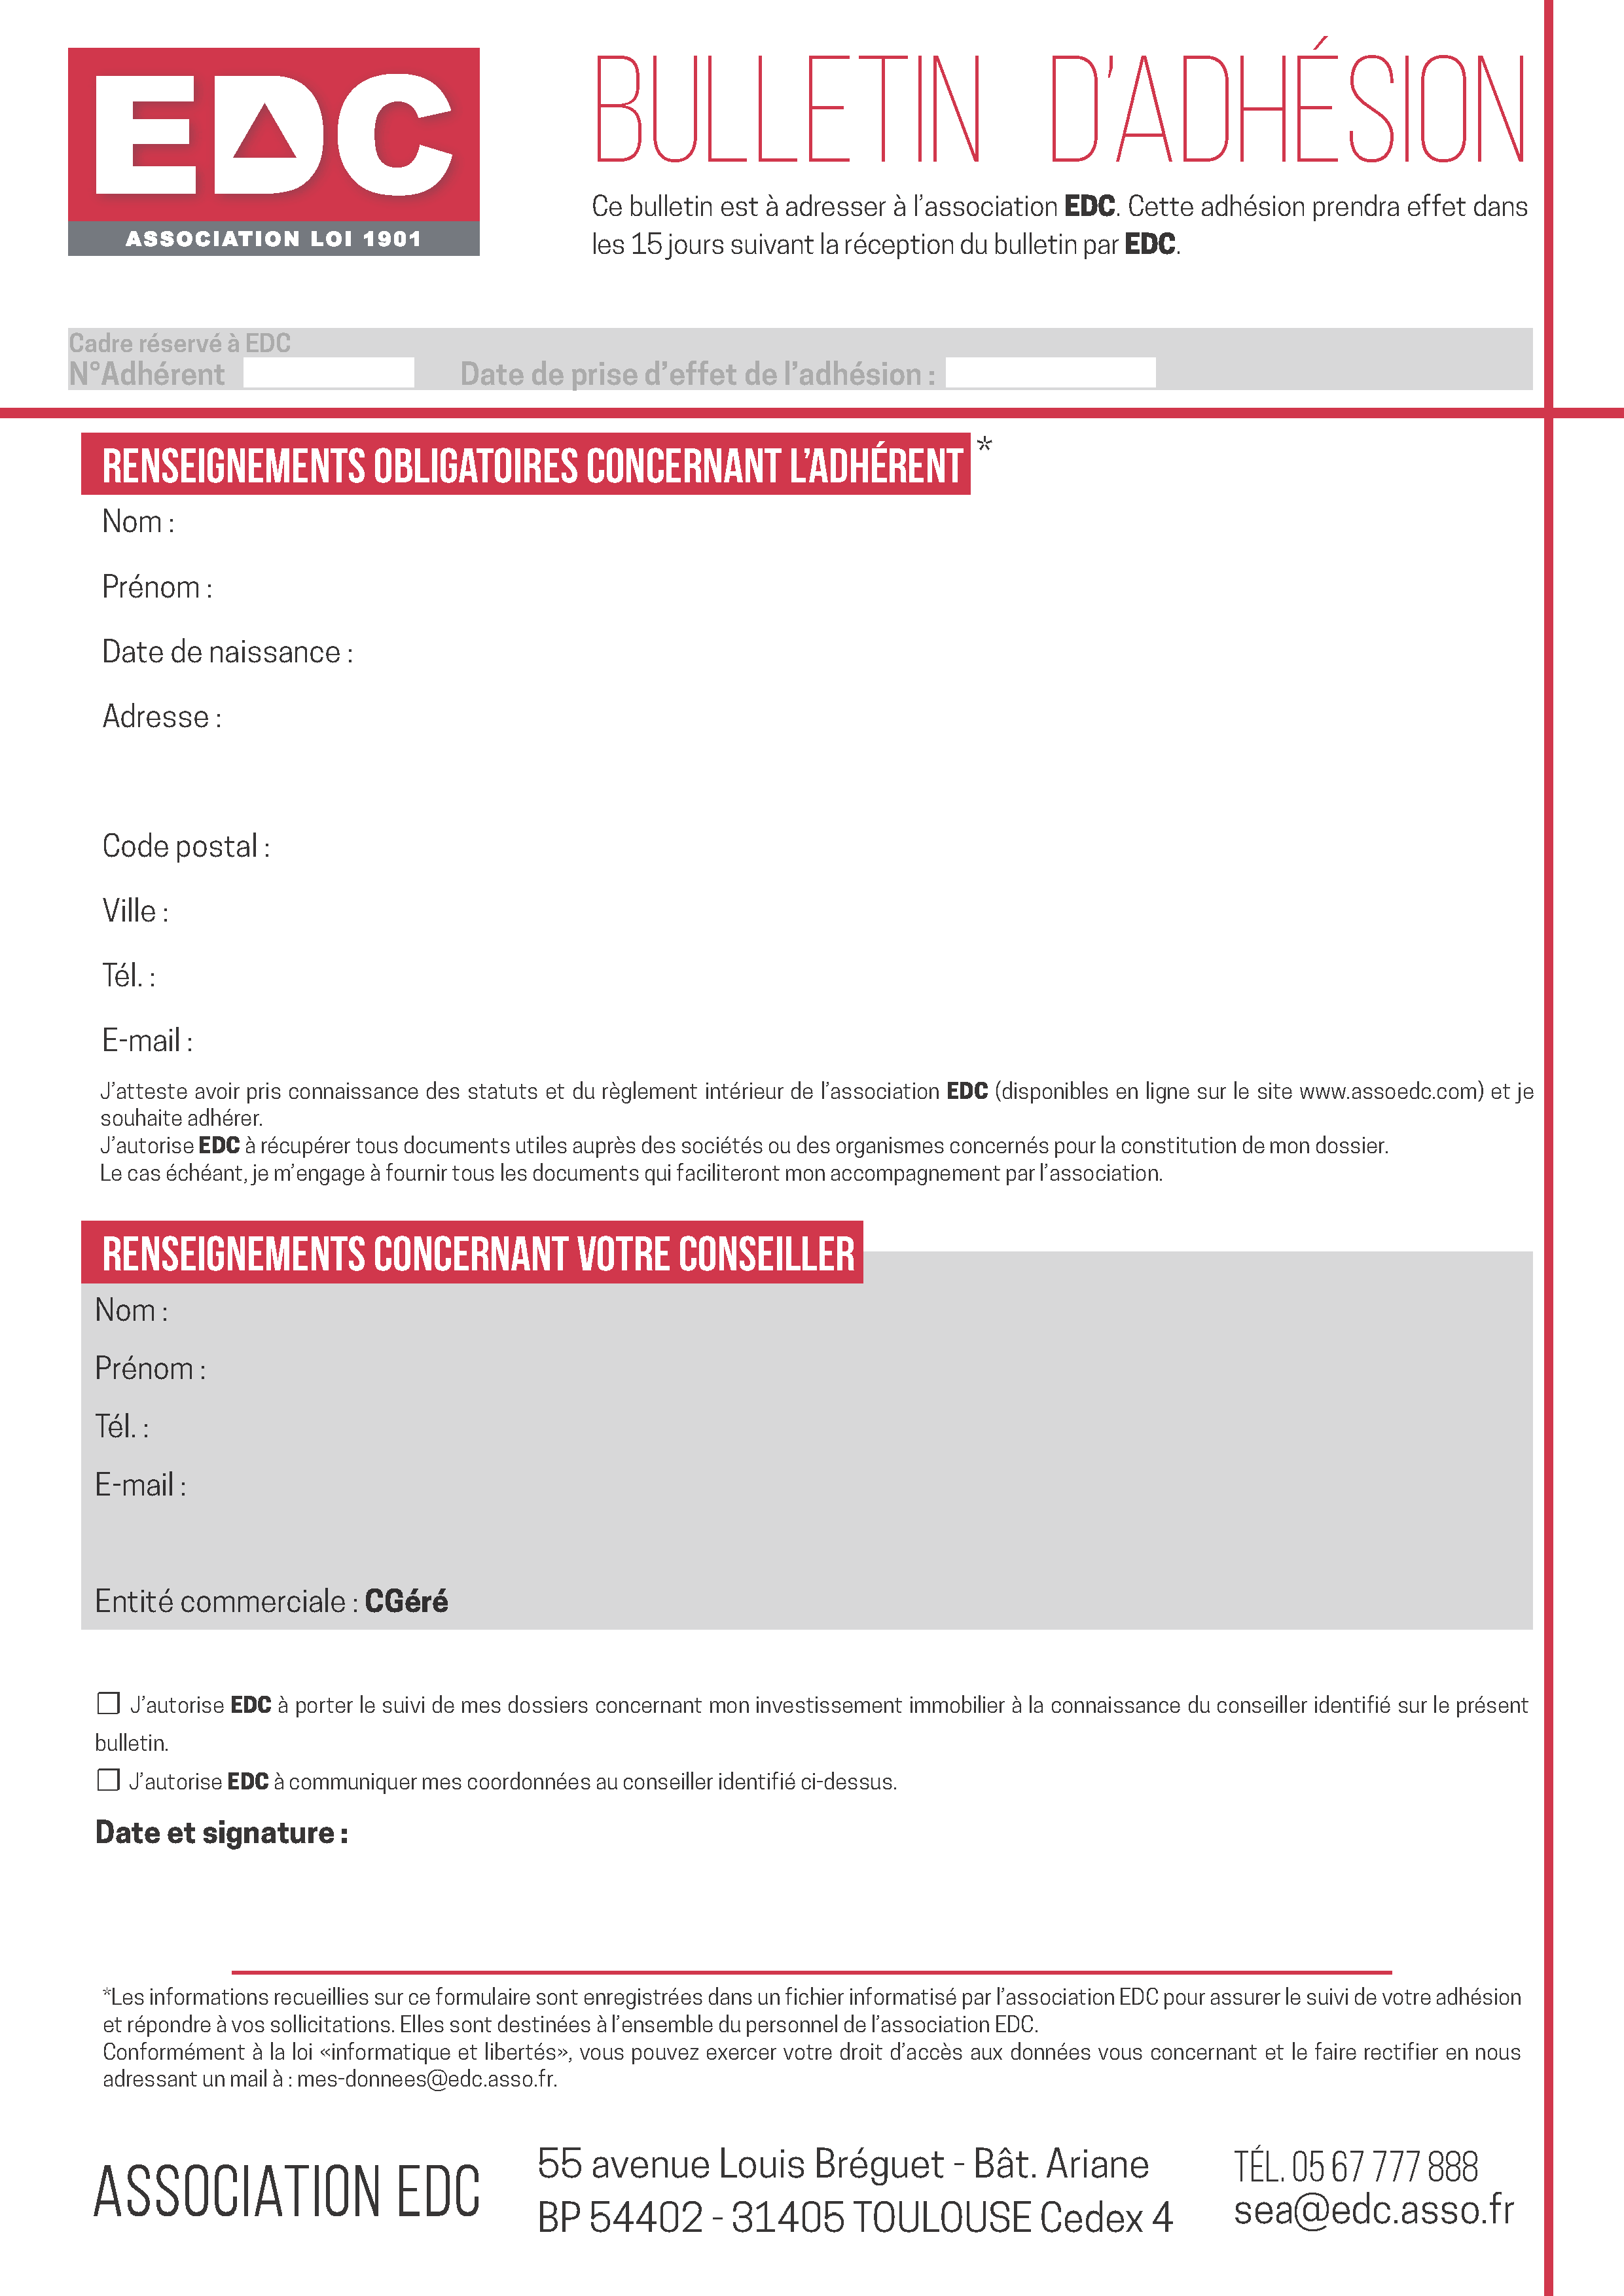 EDC
ASSOCIATION LOI 1901
BULLETIN D’ADHÉSION
Ce bulletin est à adresser à l’association EDC. Cette adhésion prendra effet dans
les 15 jours suivant la réception du bulletin par EDC.
Cadre réservé à EDC
N°Adhérent Date de prise d’effet de l’adhésion :
RENSEIGNEMENTS OBLIGATOIRES CONCERNANT L’ADHÉRENT *
Nom :
Prénom :
Date de naissance :
Adresse :
Code postal :
Ville :
Tél. :
E-mail :
J’atteste avoir pris connaissance des statuts et du règlement intérieur de l’association EDC (disponibles en ligne sur le site www.assoedc.com) et je
souhaite adhérer.
J’autorise EDC à récupérer tous documents utiles auprès des sociétés ou des organismes concernés pour la constitution de mon dossier.
Le cas échéant, je m’engage à fournir tous les documents qui faciliteront mon accompagnement par l’association.
RENSEIGNEMENTS CONCERNANT VOTRE CONSEILLER
Nom :
Prénom :
Tél. :
E-mail :
Entité commerciale : CGéré
❒ J’autorise EDC à porter le suivi de mes dossiers concernant mon investissement immobilier à la connaissance du conseiller identifié sur le présent
bulletin.
❒ J’autorise EDC à communiquer mes coordonnées au conseiller identifié ci-dessus.
Date et signature :
*Les informations recueillies sur ce formulaire sont enregistrées dans un fichier informatisé par l’association EDC pour assurer le suivi de votre adhésion
et répondre à vos sollicitations. Elles sont destinées à l’ensemble du personnel de l’association EDC.
Conformément à la loi «informatique et libertés», vous pouvez exercer votre droit d’accès aux données vous concernant et le faire rectifier en nous
adressant un mail à : mes-donnees@edc.asso.fr.
ASSOCIATION EDC
55 avenue Louis Bréguet - Bât. Ariane
BP 54402 - 31405 TOULOUSE Cedex 4
TÉL. 05 67 777 888
sea@edc.asso.fr